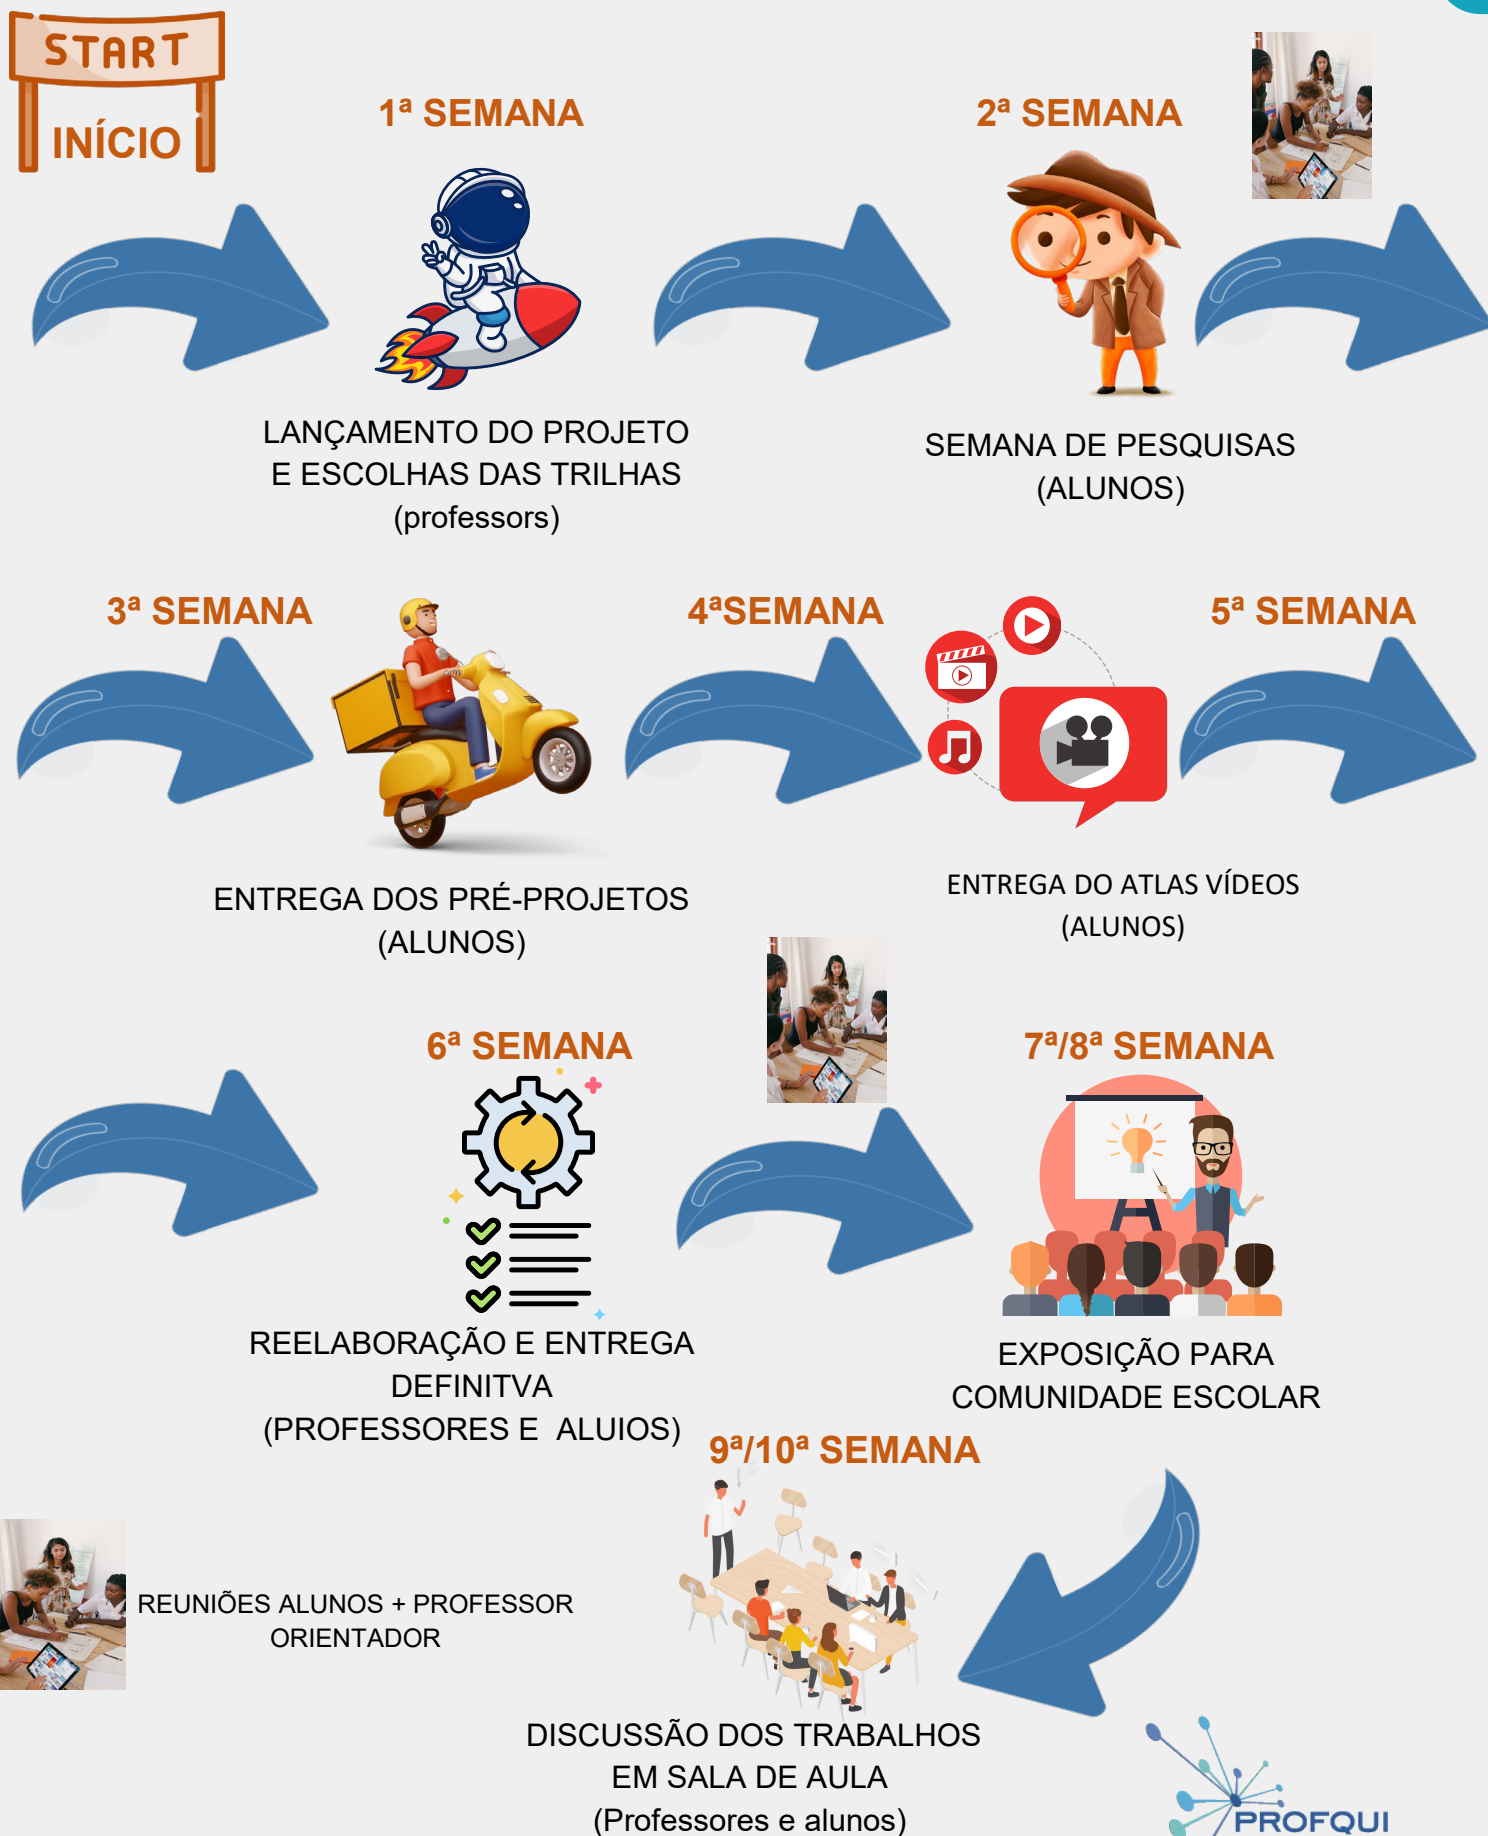 START
INÍCIO
1ª SEMANA
2ª SEMANA
LANÇAMENTO DO PROJETO
E ESCOLHAS DAS TRILHAS
(professors)
SEMANA DE PESQUISAS
(ALUNOS)
3ª SEMANA
4ªSEMANA
5ª SEMANA
ENTREGA DOS PRÉ-PROJETOS
(ALUNOS)
ENTREGA DO ATLAS VÍDEOS
(ALUNOS)
6ª SEMANA
7ª/8ª SEMANA
REELABORAÇÃO E ENTREGA
DEFINITVA
(PROFESSORES E ALUIOS)
EXPOSIÇÃO PARA
COMUNIDADE ESCOLAR
9ª/10ª SEMANA
REUNIÕES ALUNOS + PROFESSOR
ORIENTADOR
DISCUSSÃO DOS TRABALHOS
EM SALA DE AULA
(Professores e alunos)
PROFQUI